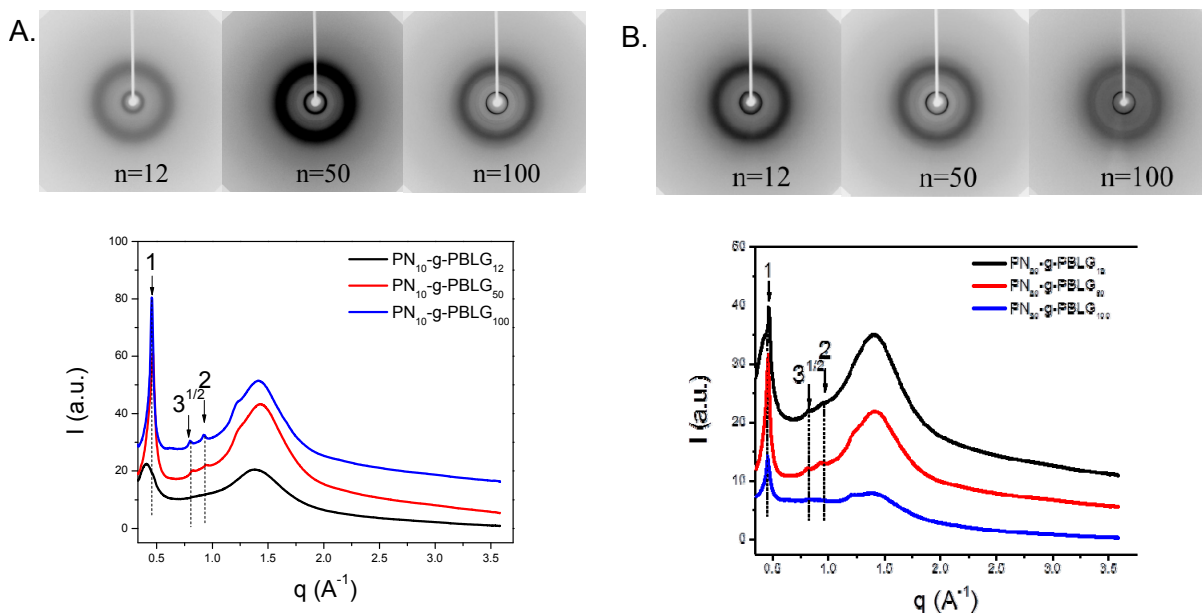 A.
n=12
n=50
n=100
B.
n=12
n=50
n=100
100
80
60
40
20
0
I (a.u.)
1
3^1/2
2
PN10-g-PBLG12
PN10-g-PBLG50
PN10-g-PBLG100
0.5 1.0 1.5 2.0 2.5 3.0 3.5
q (A^-1)
60
50
40
30
20
10
0
I (a.u.)
1
3^1/2
2
q (A^-1)
0.5 1.0 1.5 2.0 2.5 3.0 3.5